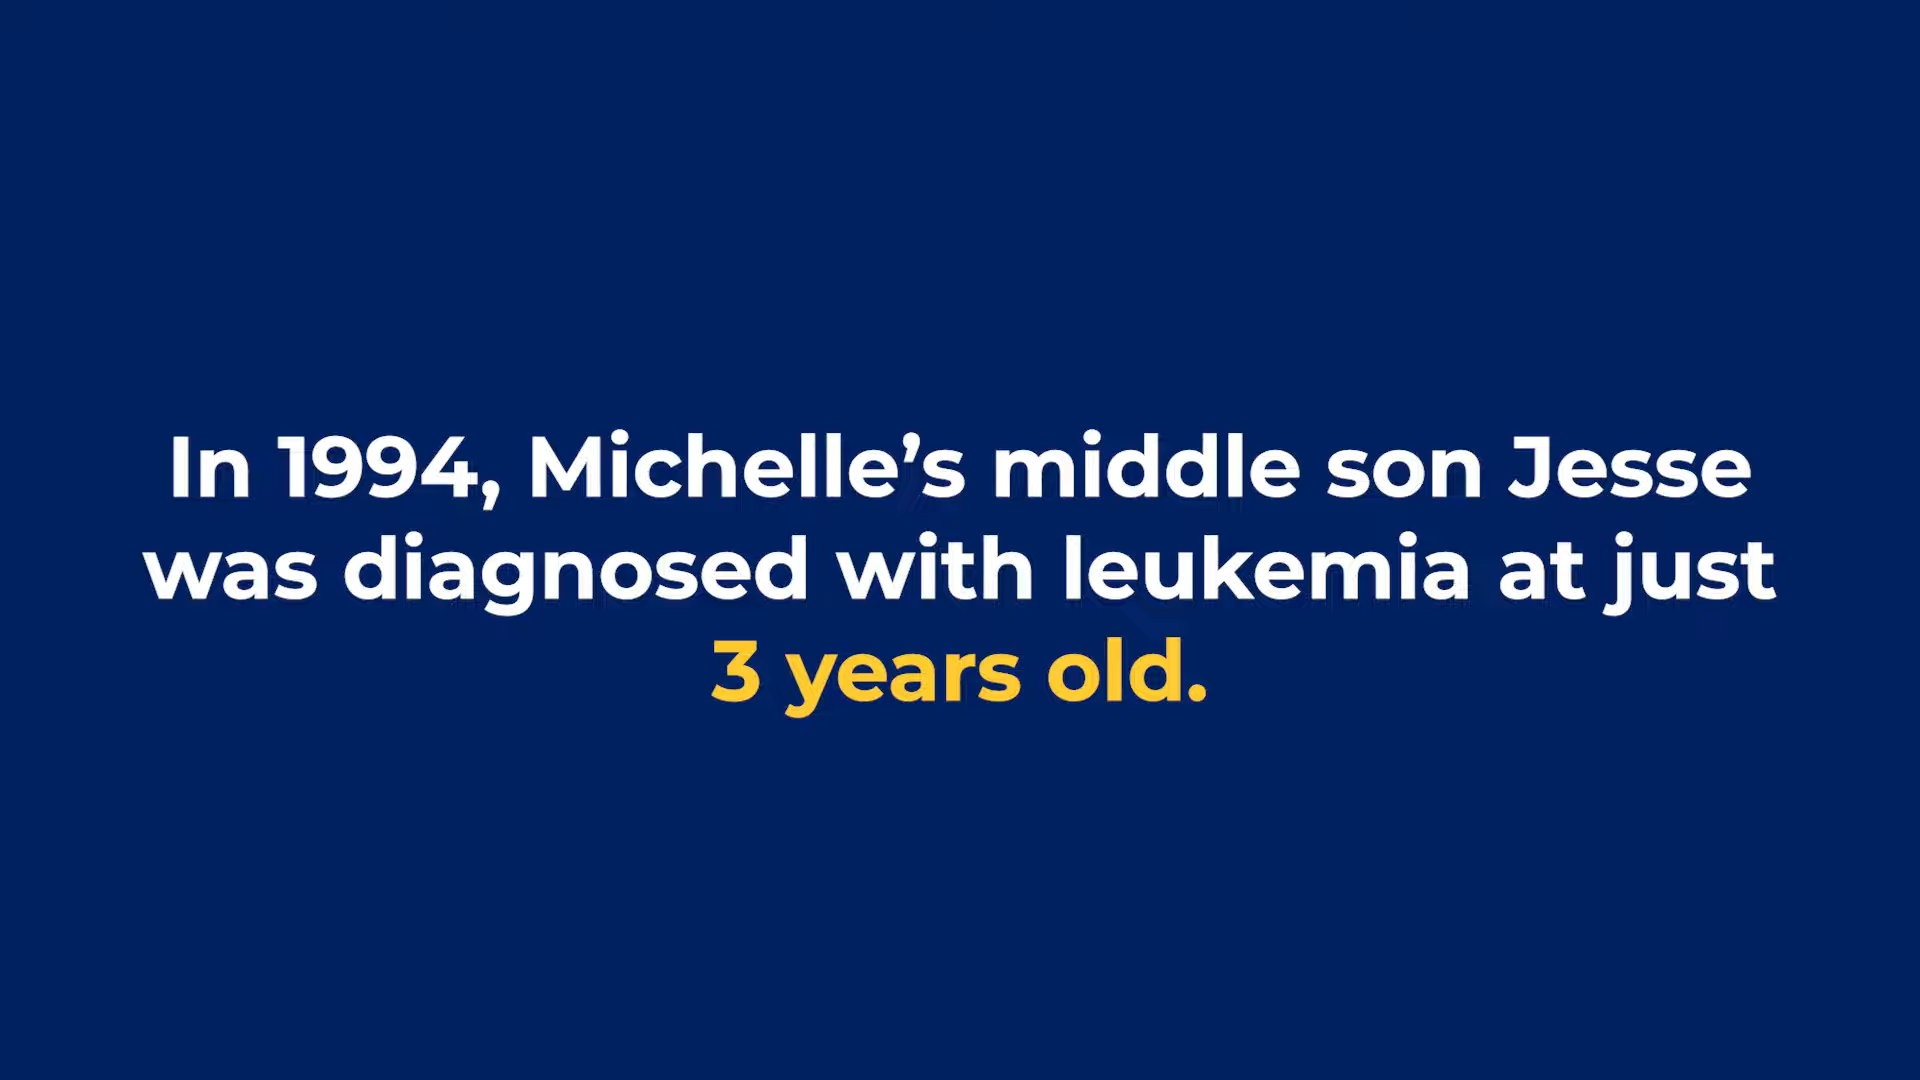 In 1994, Michelle’s middle son Jesse
was diagnosed with leukemia at just
3 years old.